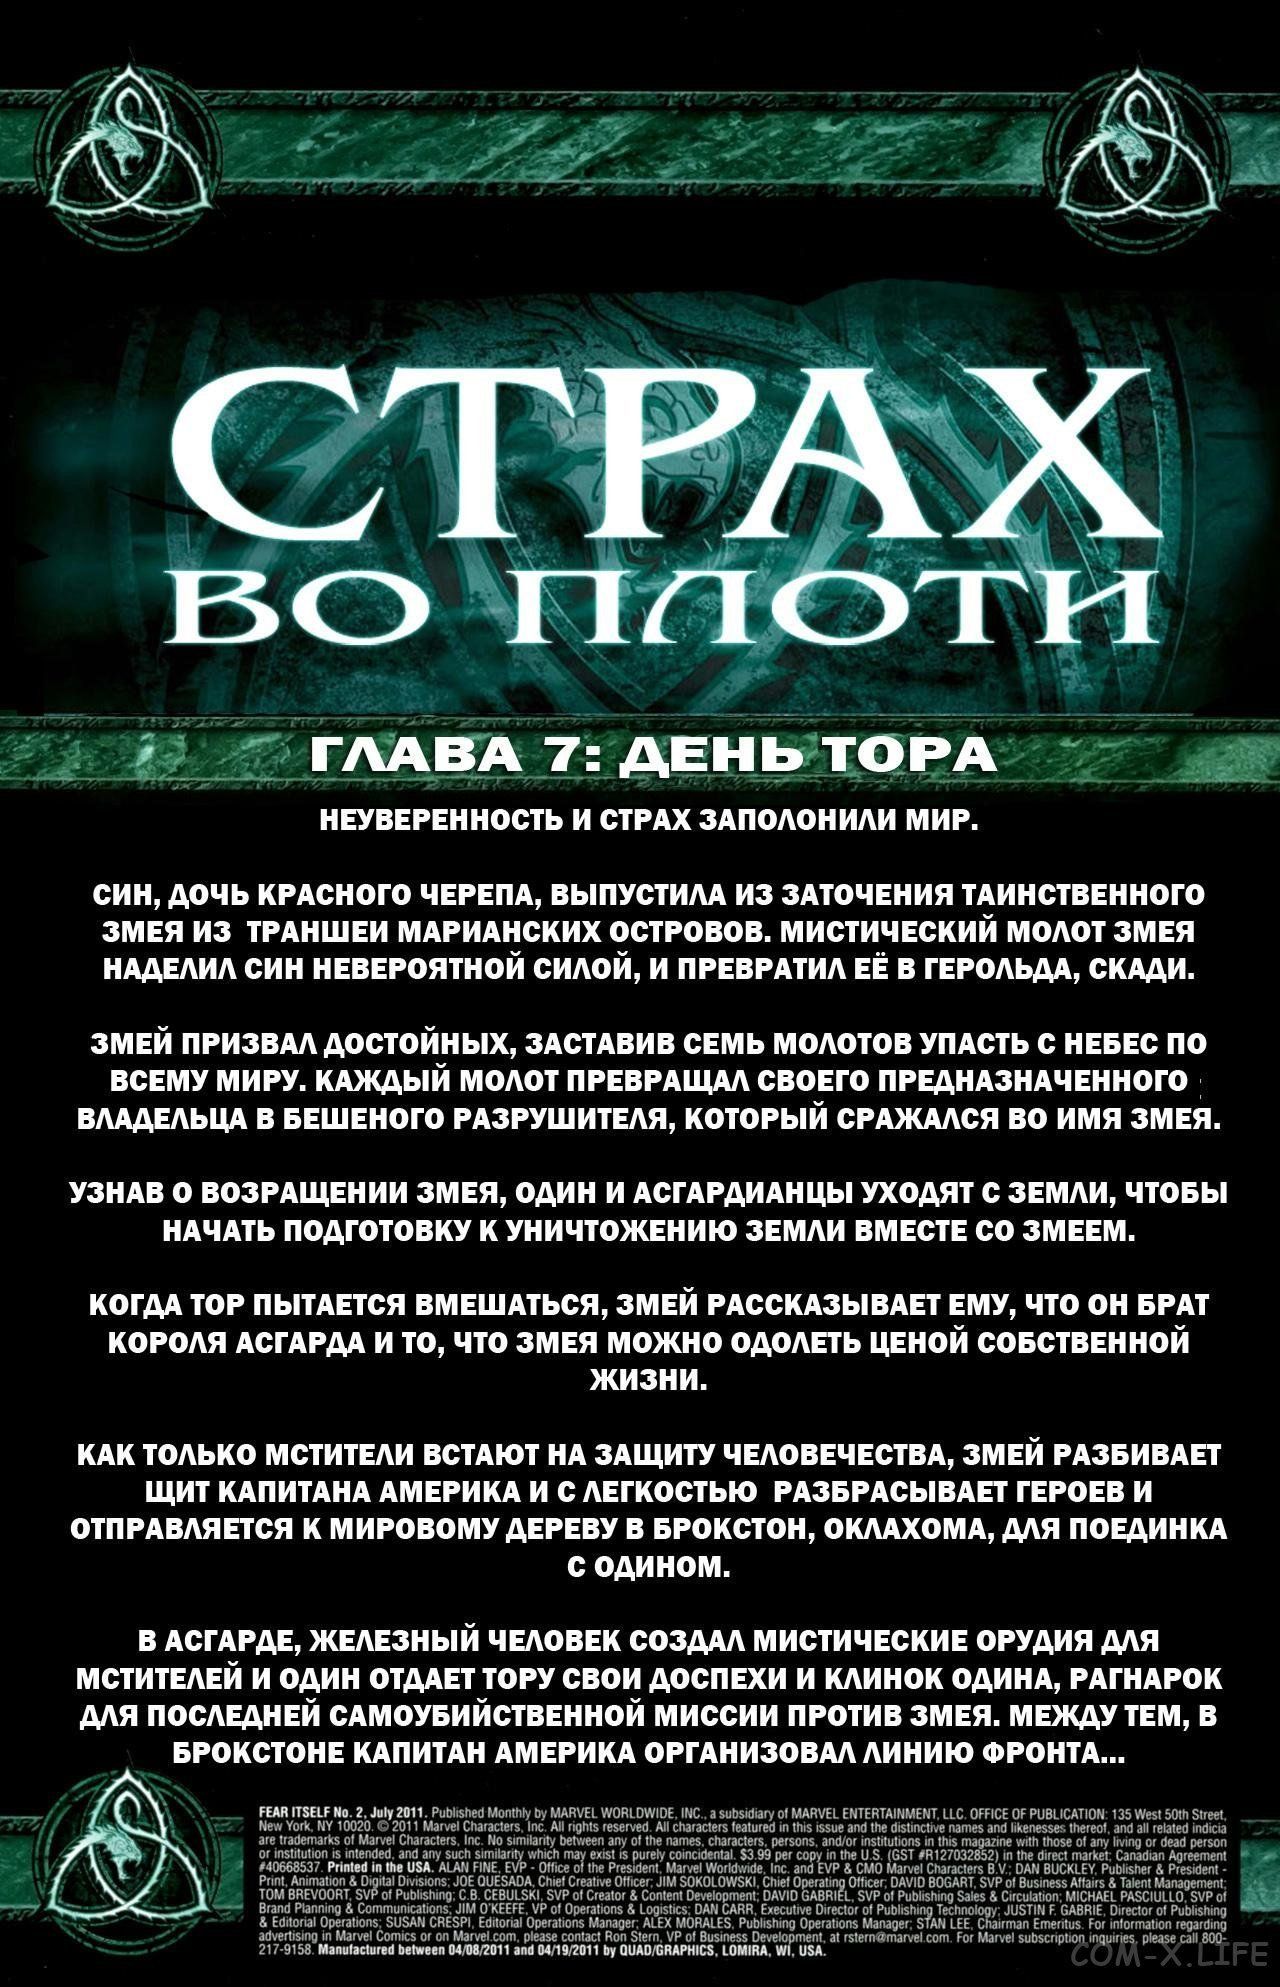 СТРАХ
ВО ПЛОТИ
ГЛАВА 7: ДЕНЬ ТОРА
НЕУВЕРЕННОСТЬ И СТРАХ ЗАПОЛОНИЛИ МИР.
СИН, ДОЧЬ КРАСНОГО ЧЕРЕПА, ВЫПУСТИЛА ИЗ ЗАТОЧЕНИЯ ТАИНСТВЕННОГО
ЗМЕЯ ИЗ ТРАНШЕИ МАРИАНСКИХ ОСТРОВОВ. МИСТИЧЕСКИЙ МОЛОТ ЗМЕЯ
НАДЕЛИЛ СИН НЕВЕРОЯТНОЙ СИЛОЙ, И ПРЕВРАТИЛ ЕЁ В ГЕРОЛЬДА, СКАДИ.
ЗМЕЙ ПРИЗВАЛ ДОСТОЙНЫХ, ЗАСТАВИВ СЕМЬ МОЛОТОВ УПАСТЬ С НЕБЕС ПО
ВСЕМУ МИРУ. КАЖДЫЙ МОЛОТ ПРЕВРАЩАЛ СВОЕГО ПРЕДНАЗНАЧЕННОГО
ВЛАДЕЛЬЦА В БЕШЕНОГО РАЗРУШИТЕЛЯ, КОТОРЫЙ СРАЖАЛСЯ ВО ИМЯ ЗМЕЯ.
УЗНАВ О ВОЗРАЩЕНИИ ЗМЕЯ, ОДИН И АСГАРДИАНЦЫ УХОДЯТ С ЗЕМЛИ, ЧТОБЫ
НАЧАТЬ ПОДГОТОВКУ К УНИЧТОЖЕНИЮ ЗЕМЛИ ВМЕСТЕ СО ЗМЕЕМ.
КОГДА ТОР ПЫТАЕТСЯ ВМЕШАТЬСЯ, ЗМЕЙ РАССКАЗЫВАЕТ ЕМУ, ЧТО ОН БРАТ
КОРОЛЯ АСГАРДА И ТО, ЧТО ЗМЕЯ МОЖНО ОДОЛЕТЬ ЦЕНОЙ СОБСТВЕННОЙ
ЖИЗНИ.
КАК ТОЛЬКО МСТИТЕЛИ ВСТАЮТ НА ЗАЩИТУ ЧЕЛОВЕЧЕСТВА, ЗМЕЙ РАЗБИВАЕТ
ЩИТ КАПИТАНА АМЕРИКА И С ЛЕГКОСТЬЮ РАЗБРАСЫВАЕТ ГЕРОЕВ И
ОТПРАВЛЯЕТСЯ К МИРОВОМУ ДЕРЕВУ В БРОКСТОН, ОКЛАХОМА, ДЛЯ ПОЕДИНКА
С ОДИНОМ.
В АСГАРДЕ, ЖЕЛЕЗНЫЙ ЧЕЛОВЕК СОЗДАЛ МИСТИЧЕСКИЕ ОРУДИЯ ДЛЯ
МСТИТЕЛЕЙ И ОДИН ОТДАЕТ ТОРУ СВОИ ДОСПЕХИ И КЛИНОК ОДИНА, РАГНАРОК
ДЛЯ ПОСЛЕДНЕЙ САМОУБИЙСТВЕННОЙ МИССИИ ПРОТИВ ЗМЕЯ. МЕЖДУ ТЕМ, В
БРОКСТОНЕ КАПИТАН АМЕРИКА ОРГАНИЗОВАЛ ЛИНИЮ ФРОНТА...
FEAR ITSELF No. 2, July 2011. Published Monthly by MARVEL WORLDWIDE, INC., a subsidiary of MARVEL ENTERTAINMENT, LLC. OFFICE OF PUBLICATION: 135 West 50th Street,
New York, NY 10020. © 2011 Marvel Characters, Inc. All rights reserved. All characters featured in this issue and the distinctive names and likenesses thereof, and all related indicia
are trademarks of Marvel Characters, Inc. No similarity between any of the names, characters, persons, and/or institutions in this magazine with those of any living or dead person
or institution is intended, and any such similarity which may exist is purely coincidental. $3.99 per copy in the U.S. (GST #R127032852) in the direct market; Canadian Agreement
#40668537. Printed in the USA. ALAN FINE, EVP - Office of the President, Marvel Worldwide, Inc. and EVP & CMO Marvel Characters B.V.; DAN BUCKLEY, Publisher & President -
Print, Animation & Digital Divisions; JOE QUESADA, Chief Creative Officer; JIM SOKOLOWSKI, Chief Operating Officer; DAVID BOGART, SVP of Business Affairs & Talent Management;
TOM BREVOORT, SVP of Publishing; C.B. CEBULSKI, SVP of Creator & Content Development; DAVID GABRIEL, SVP of Publishing Sales & Circulation; MICHAEL PASCIULLO, SVP of
Brand Planning & Communications; JIM O'KEEFE, VP of Operations & Logistics; DAN CARR, Executive Director of Publishing Technology; JUSTIN F. GABRIE, Director of Publishing
& Editorial Operations; SUSAN CRESPI, Editorial Operations Manager; ALEX MORALES, Publishing Operations Manager; STAN LEE, Chairman Emeritus. For information regarding
advertising in Marvel Comics or on Marvel.com, please contact Ron Stern, VP of Business Development, at rstern@marvel.com. For Marvel subscription inquiries, please call 800-
217-9158. Manufactured between 04/08/2011 and 04/19/2011 by QUAD/GRAPHICS, LOMIRA, WI, USA.
COM-X.LIFE